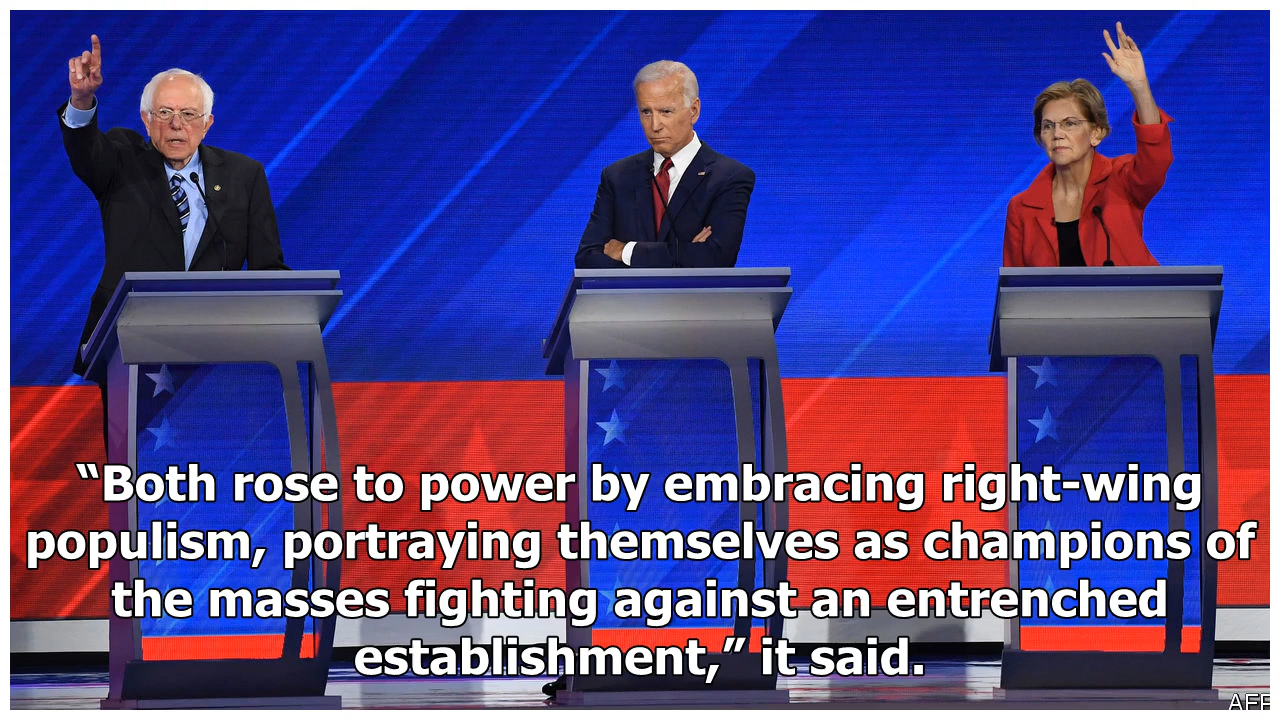 “Both rose to power by embracing right-wing
populism, portraying themselves as champions of
the masses fighting against an entrenched
establishment,” it said.
AFP